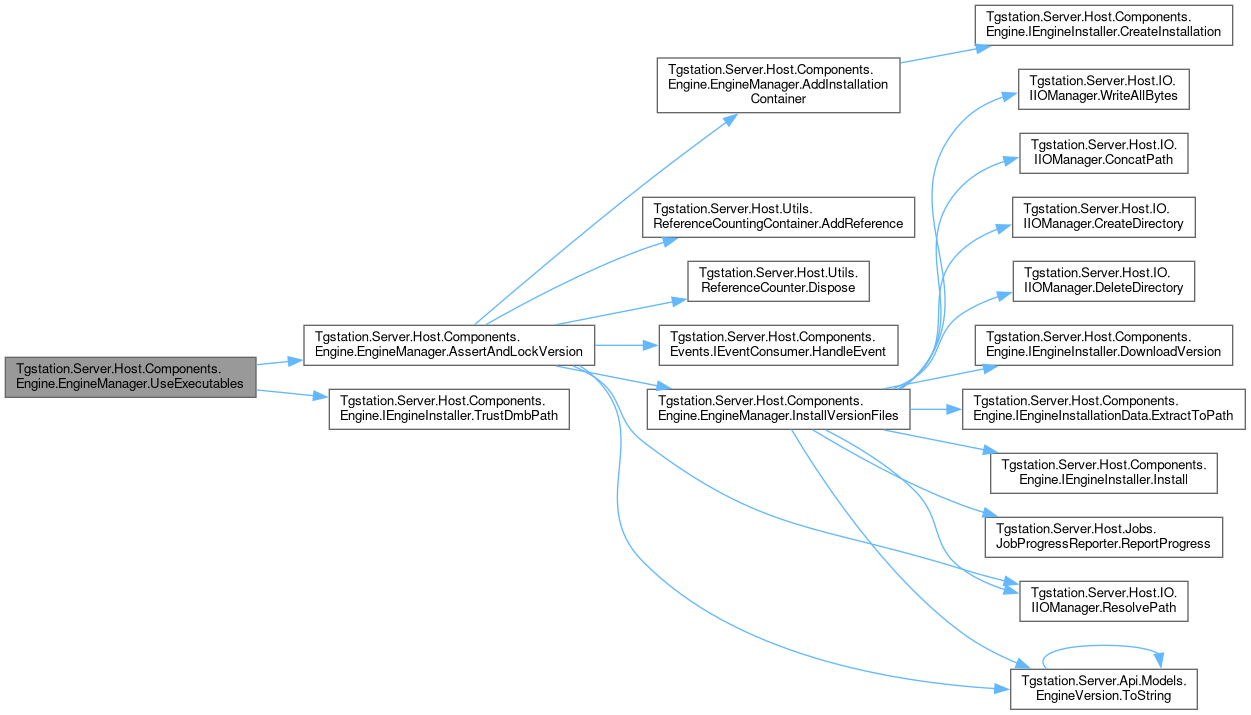 Tgstation.Server.Host.Components.
Engine.EngineManager.UseExecutables
Tgstation.Server.Host.Components.
Engine.EngineManager.AssertAndLockVersion
Tgstation.Server.Host.Components.
Engine.IEngineInstaller.TrustDmbPath
Tgstation.Server.Host.Components.
Engine.EngineManager.AddInstallation
Container
Tgstation.Server.Host.Utils.
ReferenceCountingContainer.AddReference
Tgstation.Server.Host.Utils.
ReferenceCounter.Dispose
Tgstation.Server.Host.Components.
Events.IEventConsumer.HandleEvent
Tgstation.Server.Host.Components.
Engine.EngineManager.InstallVersionFiles
Tgstation.Server.Host.Components.
Engine.IEngineInstaller.CreateInstallation
Tgstation.Server.Host.IO.
IIOManager.WriteAllBytes
Tgstation.Server.Host.IO.
IIOManager.ConcatPath
Tgstation.Server.Host.IO.
IIOManager.CreateDirectory
Tgstation.Server.Host.IO.
IIOManager.DeleteDirectory
Tgstation.Server.Host.Components.
Engine.IEngineInstaller.DownloadVersion
Tgstation.Server.Host.Components.
Engine.IEngineInstallationData.ExtractToPath
Tgstation.Server.Host.Components.
Engine.IEngineInstaller.Install
Tgstation.Server.Host.Jobs.
JobProgressReporter.ReportProgress
Tgstation.Server.Host.IO.
IIOManager.ResolvePath
Tgstation.Server.Api.Models.
EngineVersion.ToString